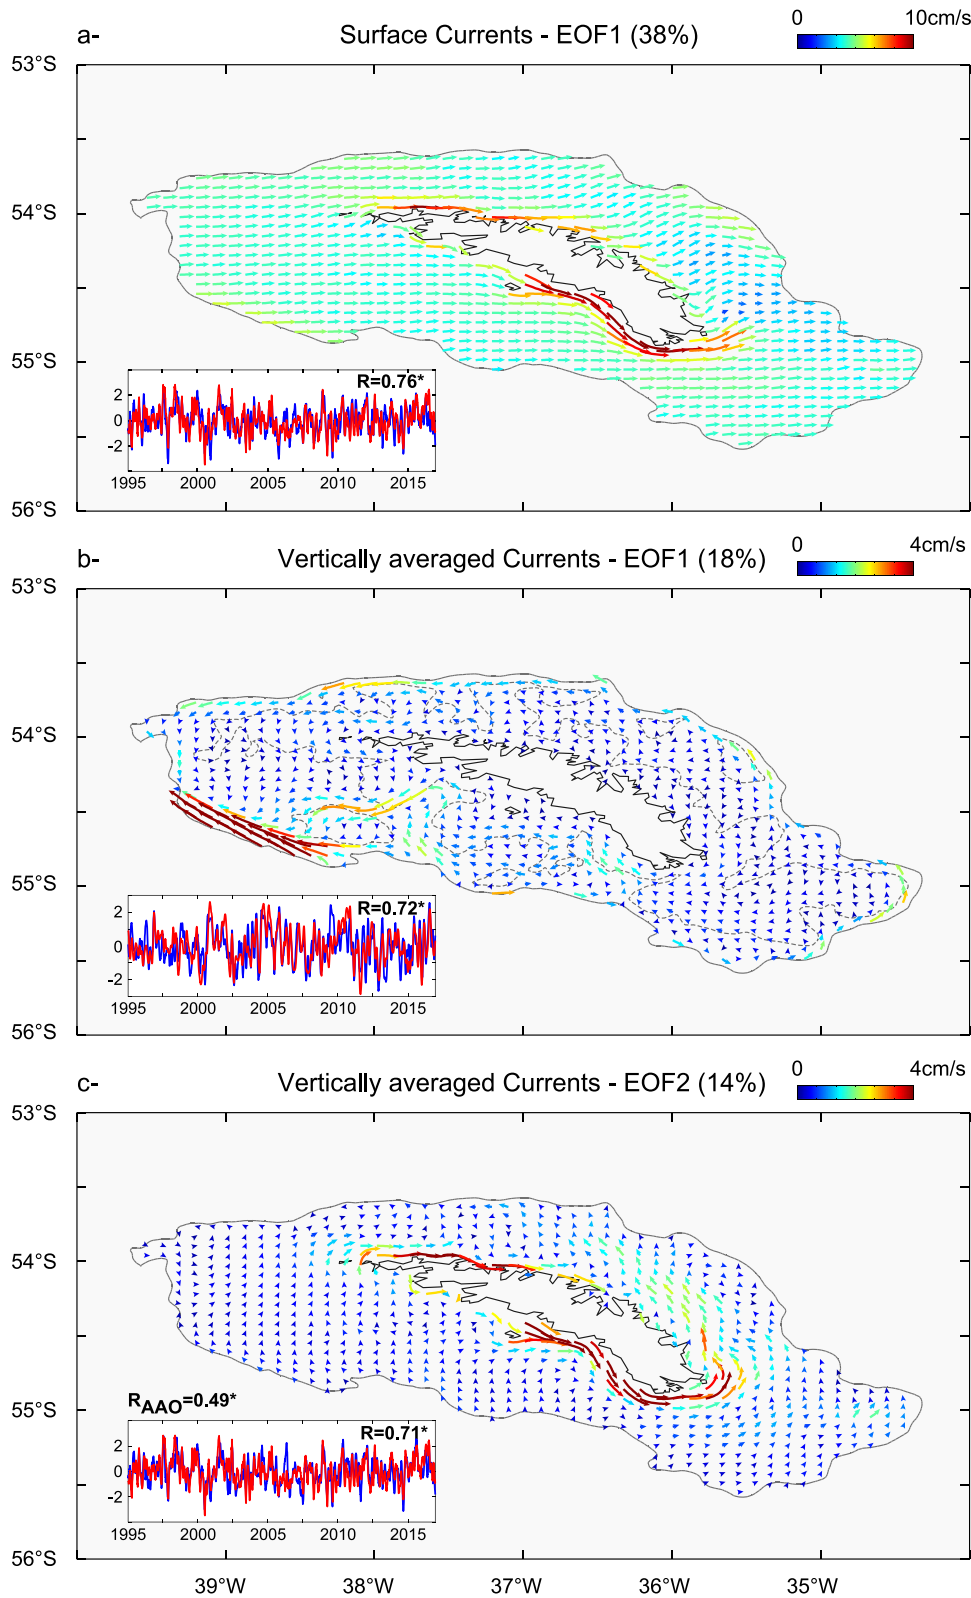 a-
Surface Currents - EOF1 (38%)
0 10cm/s
53°S
54°S
55°S
56°S
R=0.76*
2
0
-2
1995 2000 2005 2010 2015
b-
Vertically averaged Currents - EOF1 (18%)
0 4cm/s
53°S
54°S
55°S
56°S
R=0.72*
2
0
-2
1995 2000 2005 2010 2015
c-
Vertically averaged Currents - EOF2 (14%)
0 4cm/s
53°S
54°S
55°S
56°S
RAAO=0.49*
R=0.71*
2
0
-2
1995 2000 2005 2010 2015
39°W 38°W 37°W 36°W 35°W